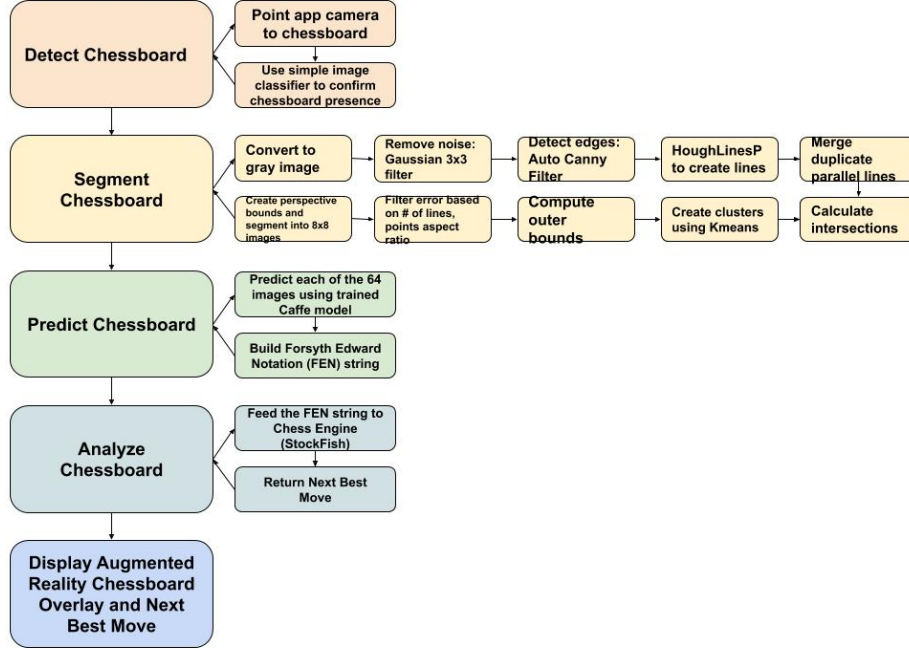 Detect Chessboard
Point app camera
to chessboard
Use simple image
classifier to confirm
chessboard presence
Segment
Chessboard
Convert to
gray image
Remove noise:
Gaussian 3x3
filter
Detect edges:
Auto Canny
Filter
HoughLinesP
to create lines
Merge
duplicate
parallel lines
Create perspective
bounds and
segment into 8x8
images
Filter error based
on # of lines,
points aspect
ratio
Compute
outer
bounds
Create clusters
using Kmeans
Calculate
intersections
Predict Chessboard
Predict each of the 64
images using trained
Caffe model
Build Forsyth Edward
Notation (FEN) string
Analyze
Chessboard
Feed the FEN string to
Chess Engine
(StockFish)
Return Next Best
Move
Display Augmented
Reality Chessboard
Overlay and Next
Best Move